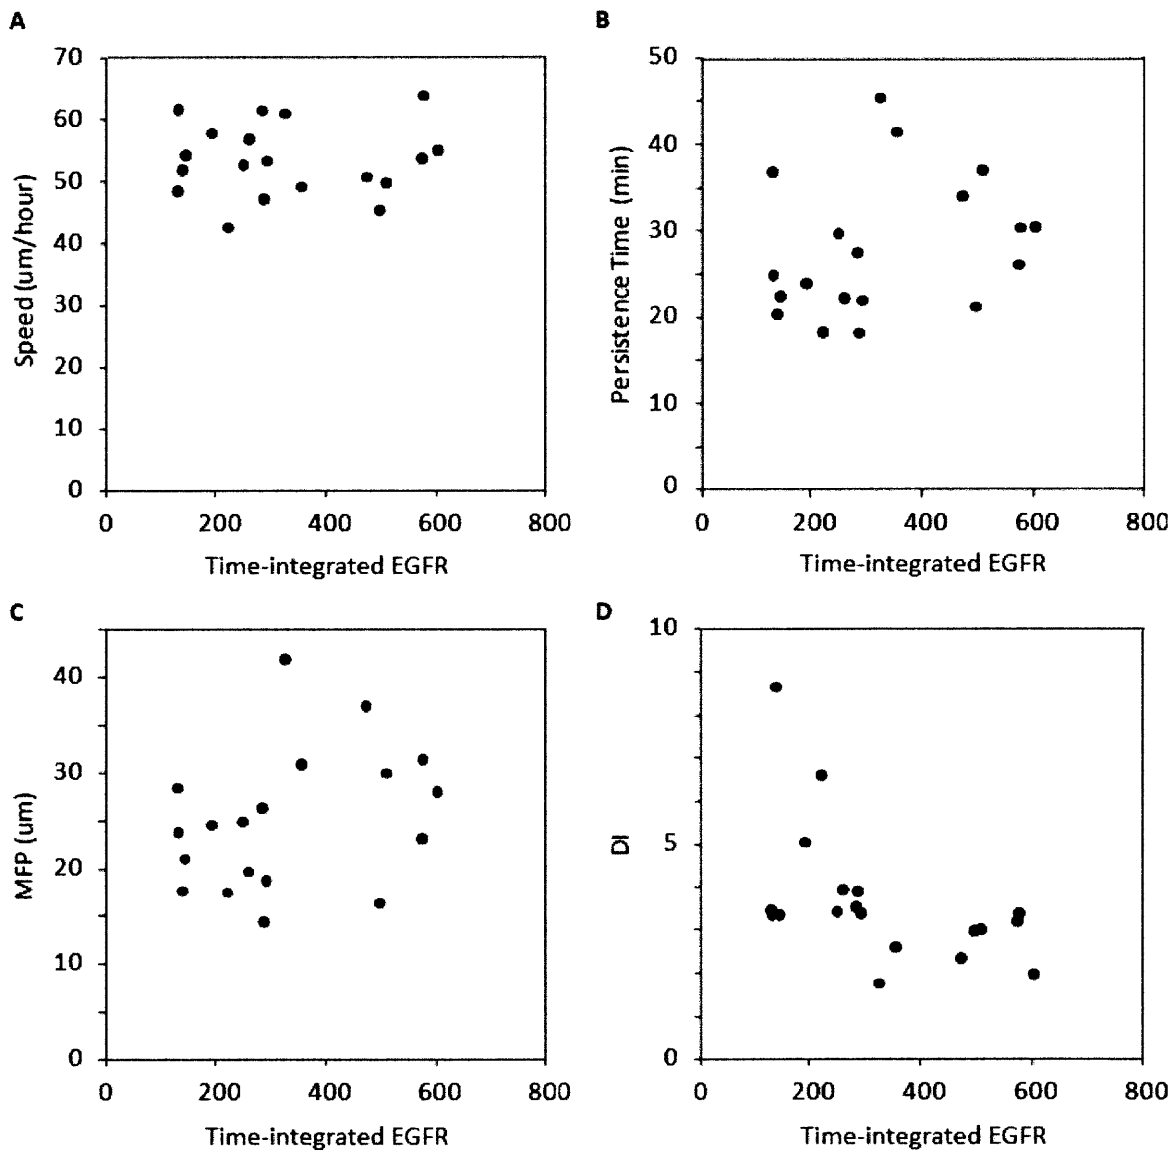 A
70
60
50
40
30
20
10
0
Speed (um/hour)
0 200 400 600 800
Time-integrated EGFR
B
50
40
30
20
10
0
Persistence Time (min)
0 200 400 600 800
Time-integrated EGFR
C
40
30
20
10
0
MFP (um)
0 200 400 600 800
Time-integrated EGFR
D
10
5
0
DI
0 200 400 600 800
Time-integrated EGFR